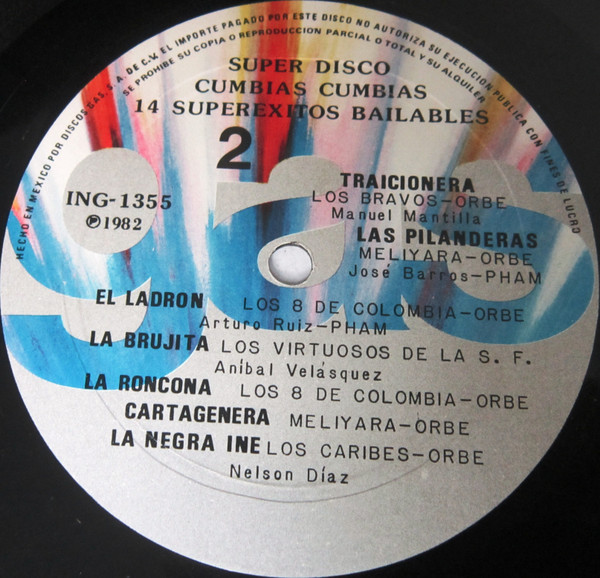 HECHO EN MEXICO POR DISCOS GAS, S.A. DE C.V. EL IMPORTE PAGADO POR ESTE DISCO NO AUTORIZA SU EJECUCION PUBLICA CON FINES DE LUCRO
SE PROHIBE SU COPIA O REPRODUCCION PARCIAL O TOTAL Y SU ALQUILER
SUPER DISCO
CUMBIAS CUMBIAS
14 SUPEREXITOS BAILABLES
2
gas
ING-1355
℗1982
TRAICIONERA
LOS BRAVOS-ORBE
Manuel Mantilla
LAS PILANDERAS
MELIYARA-ORBE
José Barros-PHAM
EL LADRON LOS 8 DE COLOMBIA-ORBE
Arturo Ruiz-PHAM
LA BRUJITA LOS VIRTUOSOS DE LA S. F.
Aníbal Velásquez
LA RONCONA LOS 8 DE COLOMBIA-ORBE
CARTAGENERA MELIYARA-ORBE
LA NEGRA INE LOS CARIBES-ORBE
Nelson Díaz